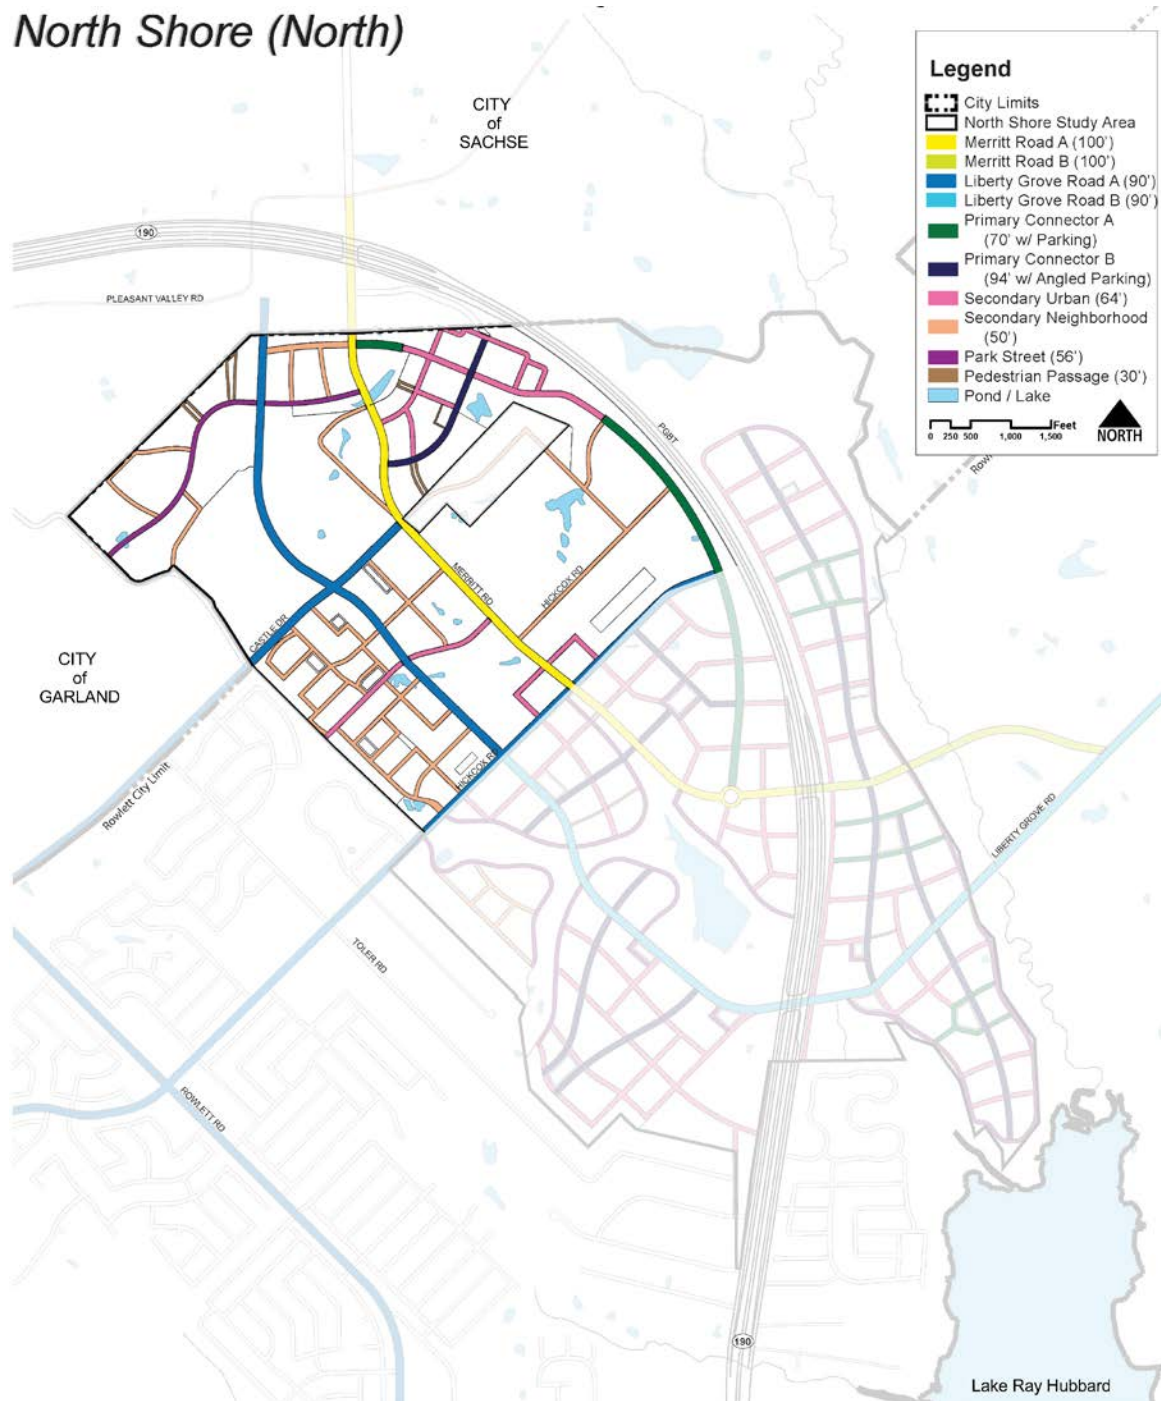 North Shore (North)
CITY
of
SACHSE
Legend
City Limits
North Shore Study Area
Merritt Road A (100')
Merritt Road B (100')
Liberty Grove Road A (90')
Liberty Grove Road B (90')
Primary Connector A
(70' w/ Parking)
Primary Connector B
(94' w/ Angled Parking)
Secondary Urban (64')
Secondary Neighborhood
(50')
Park Street (56')
Pedestrian Passage (30')
Pond / Lake
Feet
0 250 500 1,000 1,500
NORTH
190
PLEASANT VALLEY RD
PGBT
MERRITT RD
HICKCOX RD
CASTLE DR
CITY
of
GARLAND
HICKCOX RD
Rowlett City Limit
LIBERTY GROVE RD
TOLER RD
ROWLETT RD
190
Lake Ray Hubbard